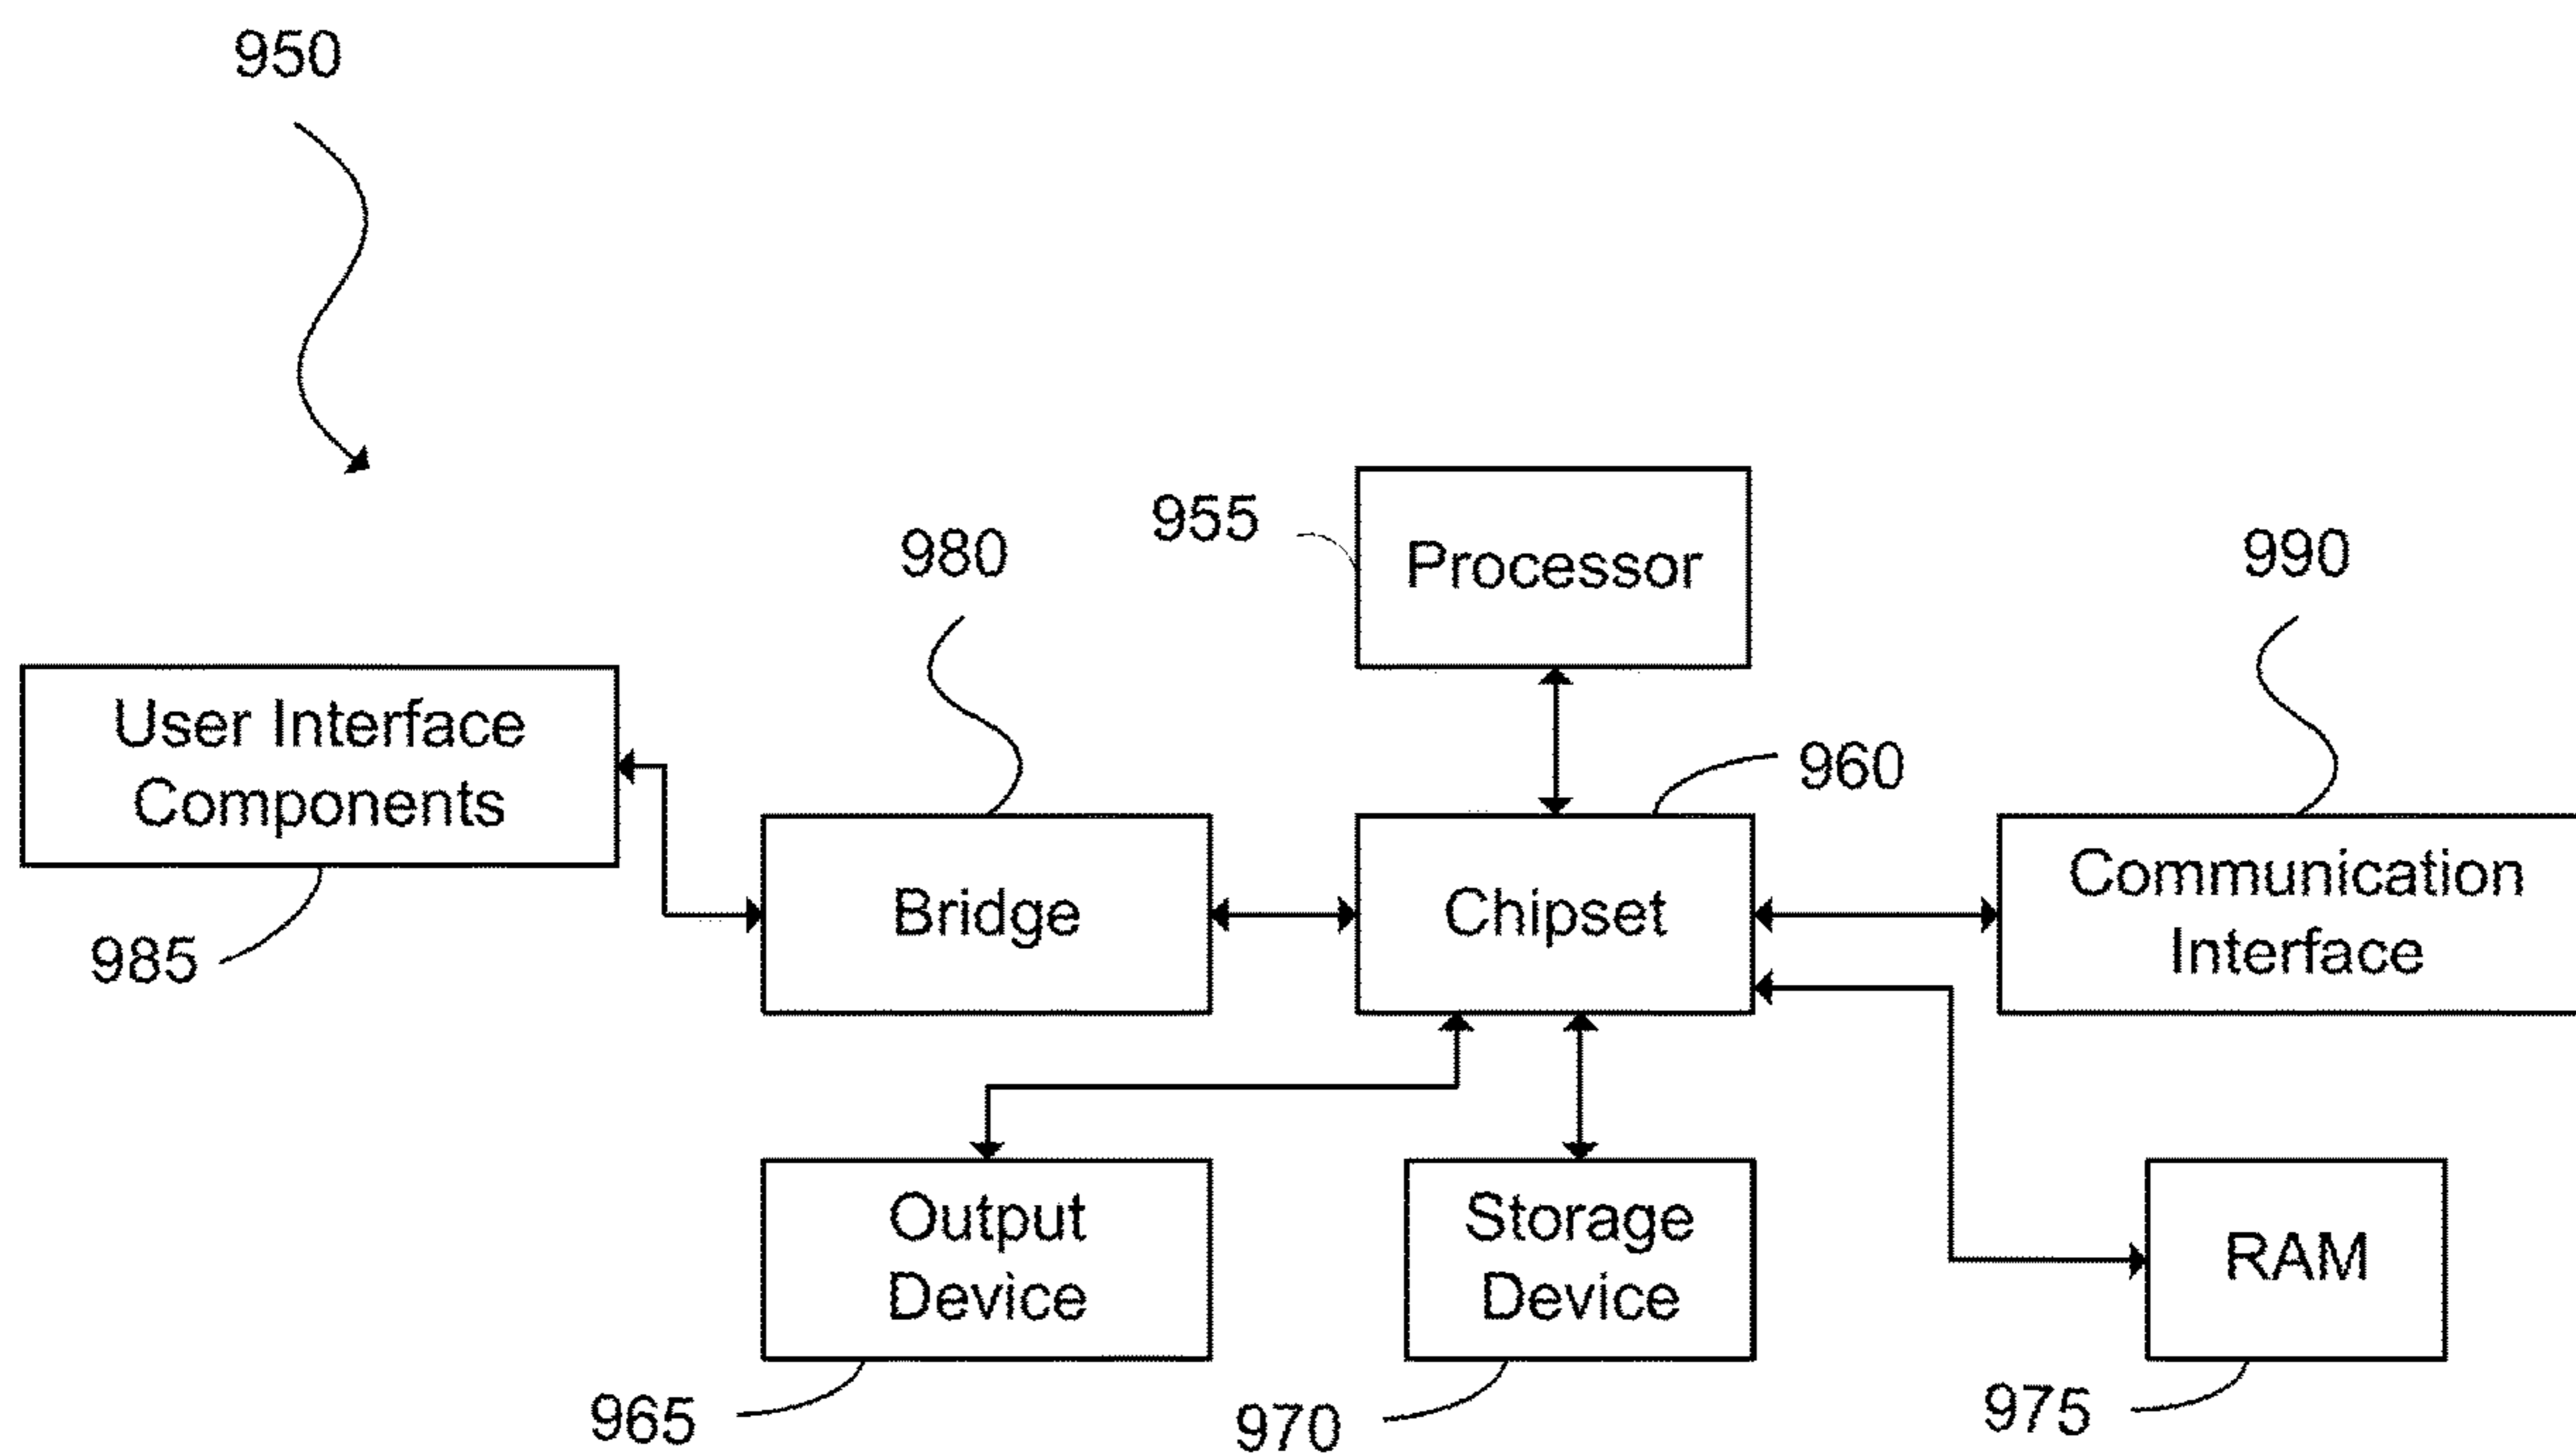 950
955
Processor
980
990
User Interface
Components
985
960
Bridge
Chipset
Communication
Interface
Output
Device
965
Storage
Device
970
RAM
975